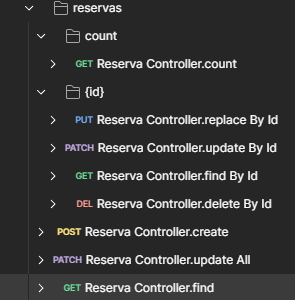 reservas
count
GET Reserva Controller.count
{id}
PUT Reserva Controller.replace By Id
PATCH Reserva Controller.update By Id
GET Reserva Controller.find By Id
DEL Reserva Controller.delete By Id
POST Reserva Controller.create
PATCH Reserva Controller.update All
GET Reserva Controller.find